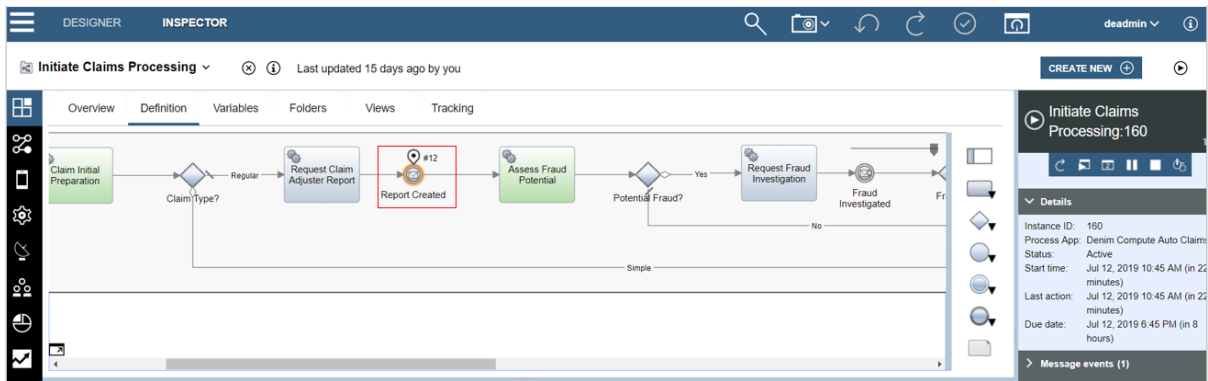 DESIGNER INSPECTOR deadmin
Initiate Claims Processing Last updated 15 days ago by you CREATE NEW
Overview Definition Variables Folders Views Tracking
Initiate Claims
Processing:160
#12
Claim Initial
Preparation
Claim Type?
Regular
Request Claim
Adjuster Report
Report Created
Assess Fraud
Potential
Potential Fraud?
Yes
Request Fraud
Investigation
Fraud
Investigated
Fr
No
Simple
Details
Instance ID: 160
Process App: Denim Compute Auto Claims
Status: Active
Start time: Jul 12, 2019 10:45 AM (in 22
minutes)
Last action: Jul 12, 2019 10:45 AM (in 22
minutes)
Due date: Jul 12, 2019 6:45 PM (in 8
hours)
Message events (1)